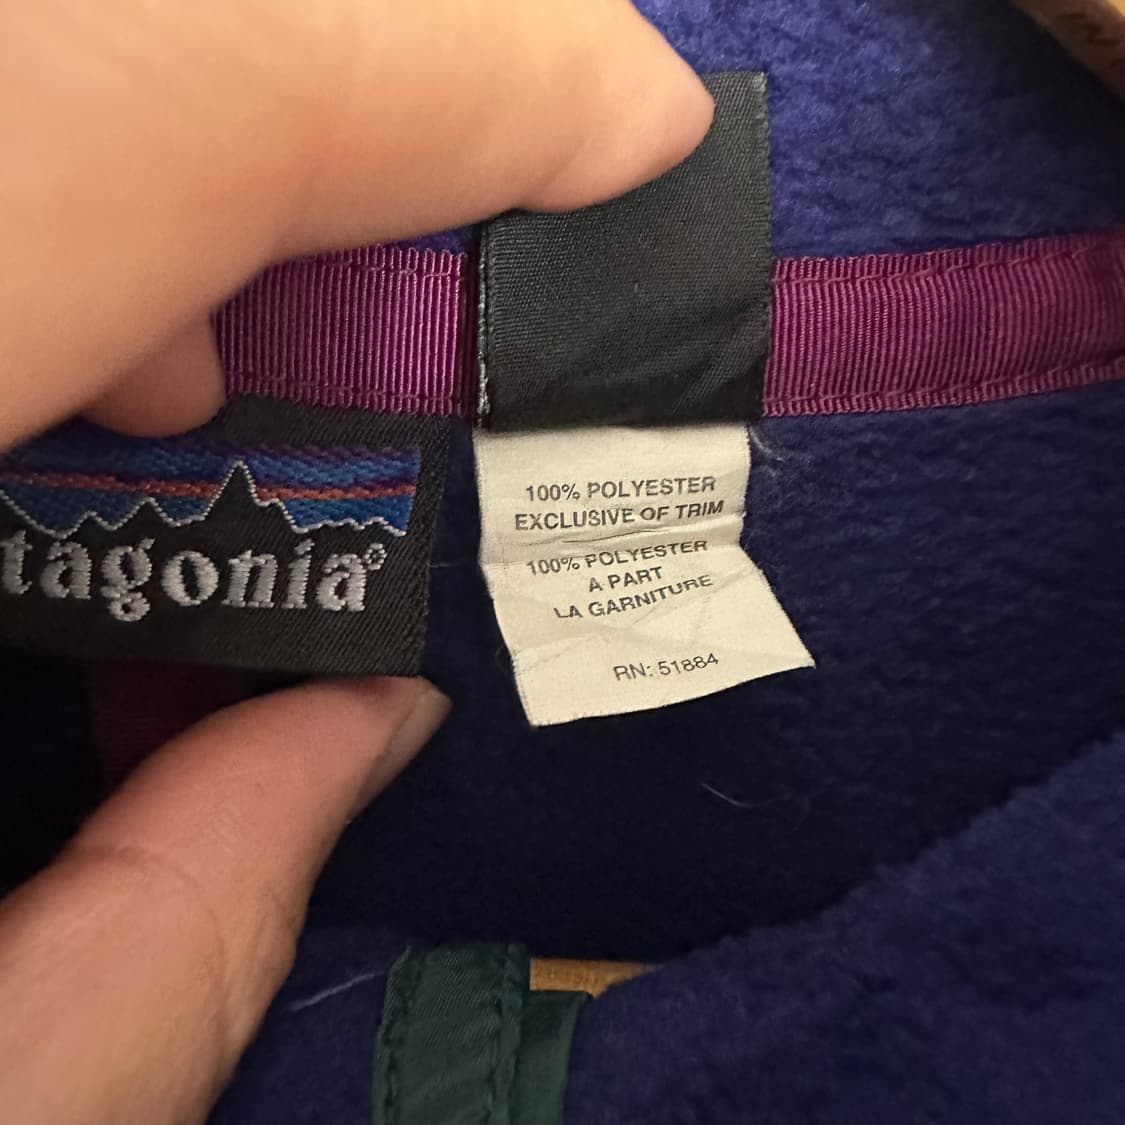 tagonia®
100% POLYESTER
EXCLUSIVE OF TRIM
100% POLYESTER
A PART
LA GARNITURE
RN: 51884